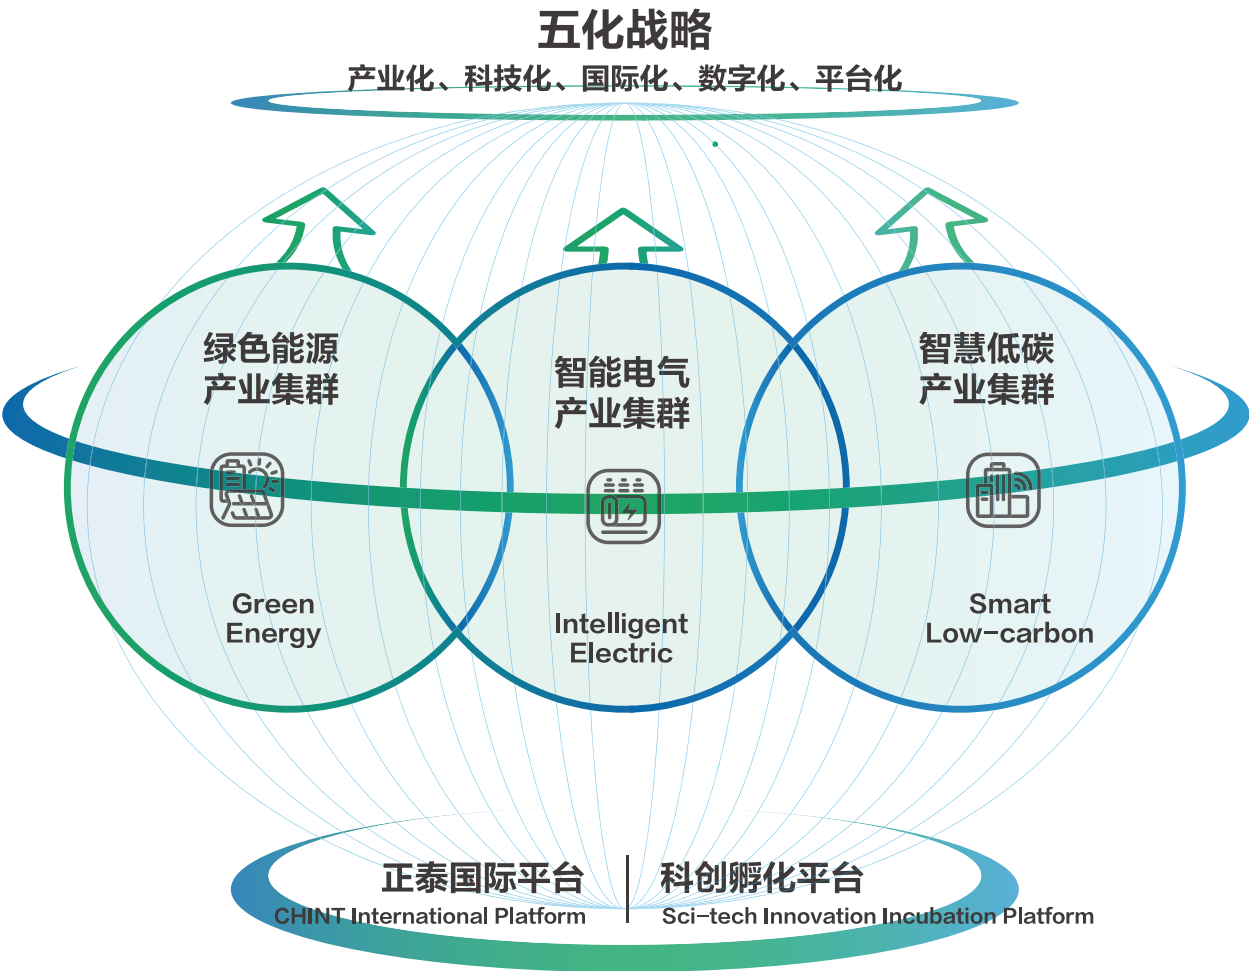 五化战略
产业化、科技化、国际化、数字化、平台化
绿色能源
产业集群
Green
Energy
智能电气
产业集群
Intelligent
Electric
智慧低碳
产业集群
Smart
Low-carbon
正泰国际平台
CHINT International Platform
科创孵化平台
Sci-tech Innovation Incubation Platform